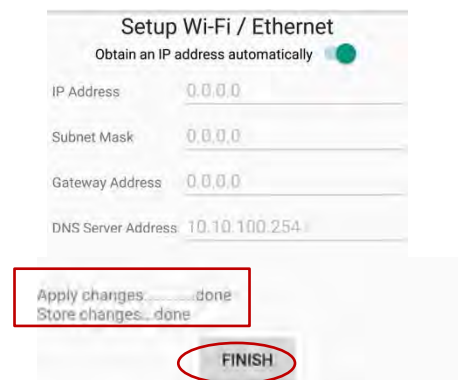 Setup Wi-Fi / Ethernet
Obtain an IP address automatically
IP Address 0.0.0.0
Subnet Mask 0.0.0.0
Gateway Address 0.0.0.0
DNS Server Address 10.10.100.254
Apply changes............done
Store changes...done
FINISH